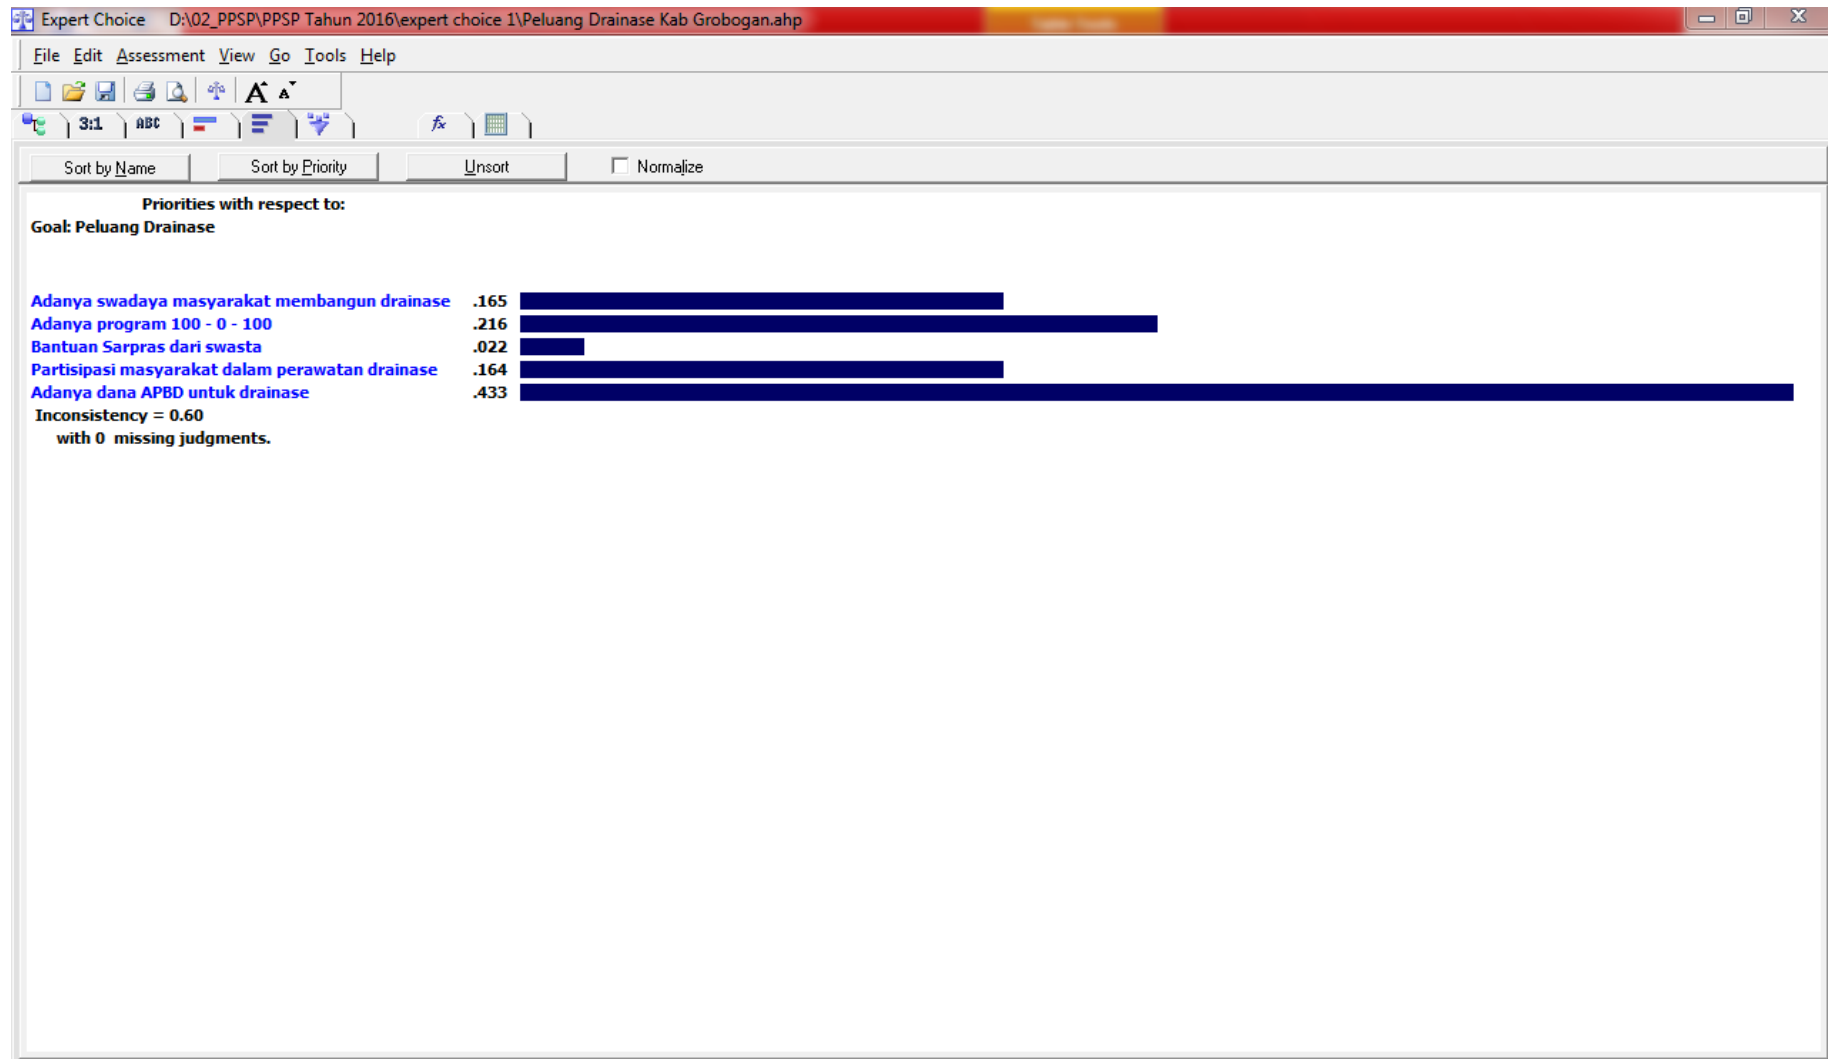 Expert Choice D:\02_PPSP\PPSP Tahun 2016\expert choice 1\Peluang Drainase Kab Grobogan.ahp
File Edit Assessment View Go Tools Help
A A
3:1 ABC fx
Sort by Name Sort by Priority Unsort Normalize
Priorities with respect to:
Goal: Peluang Drainase
Adanya swadaya masyarakat membangun drainase .165
Adanya program 100 - 0 - 100 .216
Bantuan Sarpras dari swasta .022
Partisipasi masyarakat dalam perawatan drainase .164
Adanya dana APBD untuk drainase .433
Inconsistency = 0.60
with 0 missing judgments.